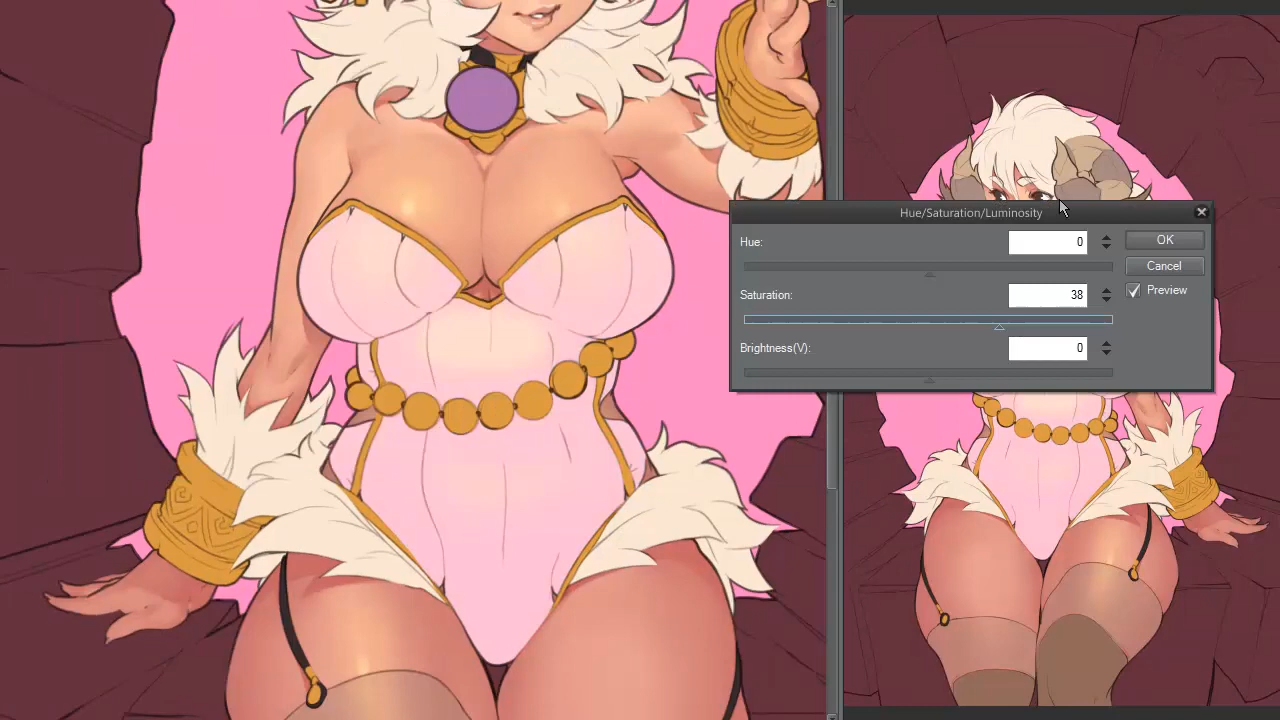 Hue/Saturation/Luminosity
Hue: 0
OK
Cancel
Saturation: 38
Preview
Brightness(V): 0